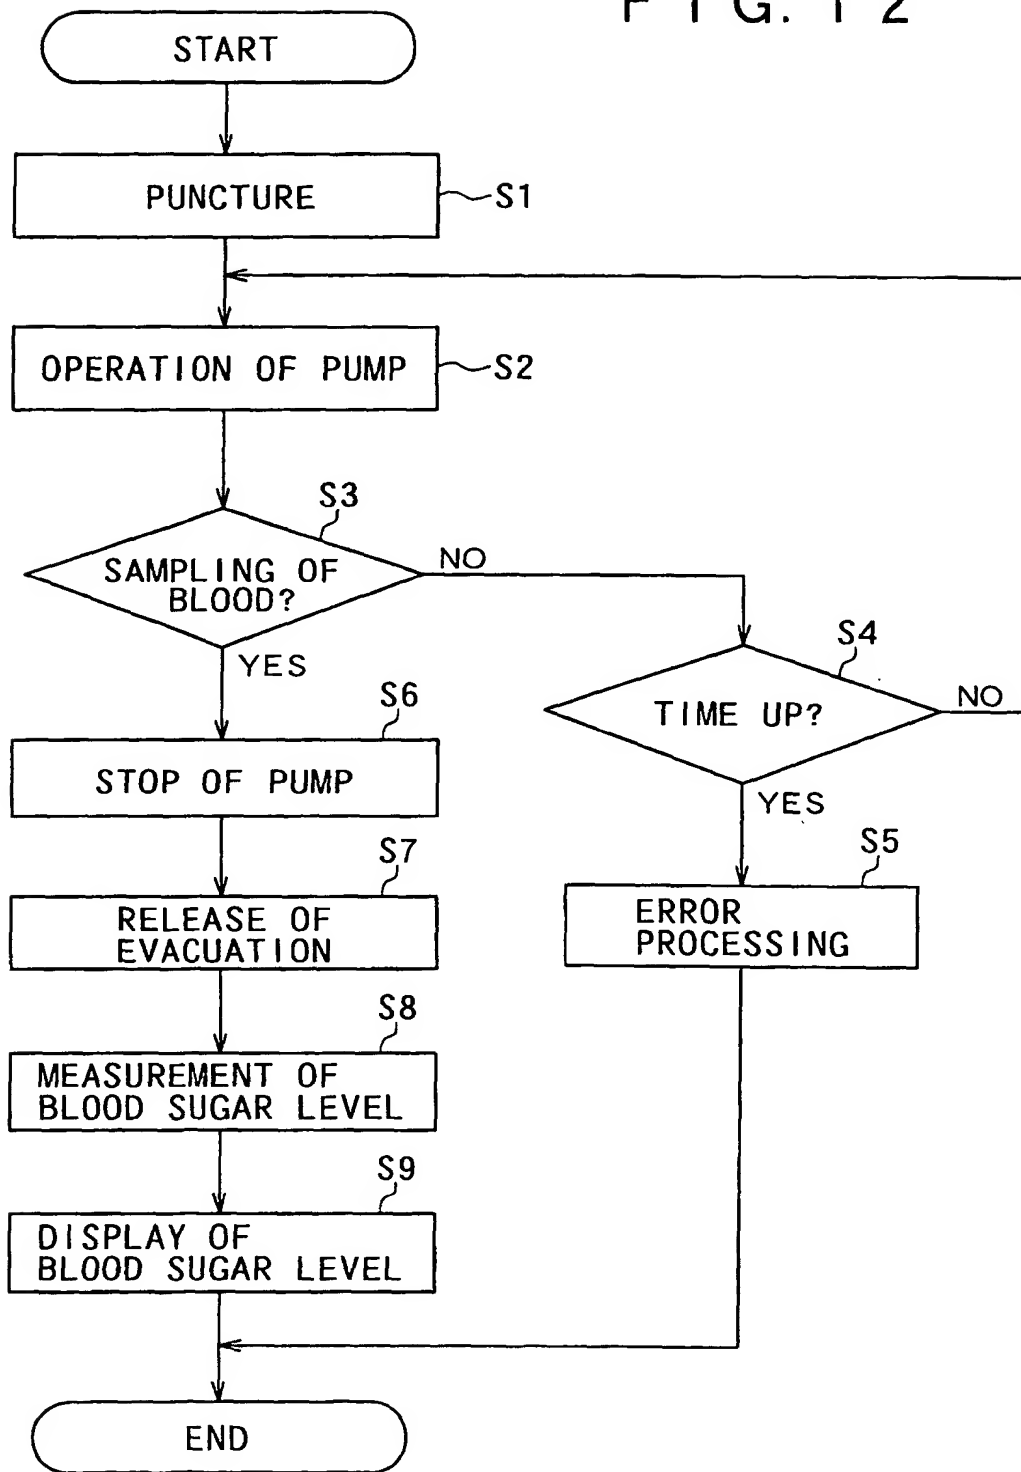 FIG. 12
START
PUNCTURE
S1
OPERATION OF PUMP
S2
S3
SAMPLING OF
BLOOD?
NO
YES
S4
TIME UP?
NO
YES
S6
STOP OF PUMP
S5
ERROR
PROCESSING
S7
RELEASE OF
EVACUATION
S8
MEASUREMENT OF
BLOOD SUGAR LEVEL
S9
DISPLAY OF
BLOOD SUGAR LEVEL
END